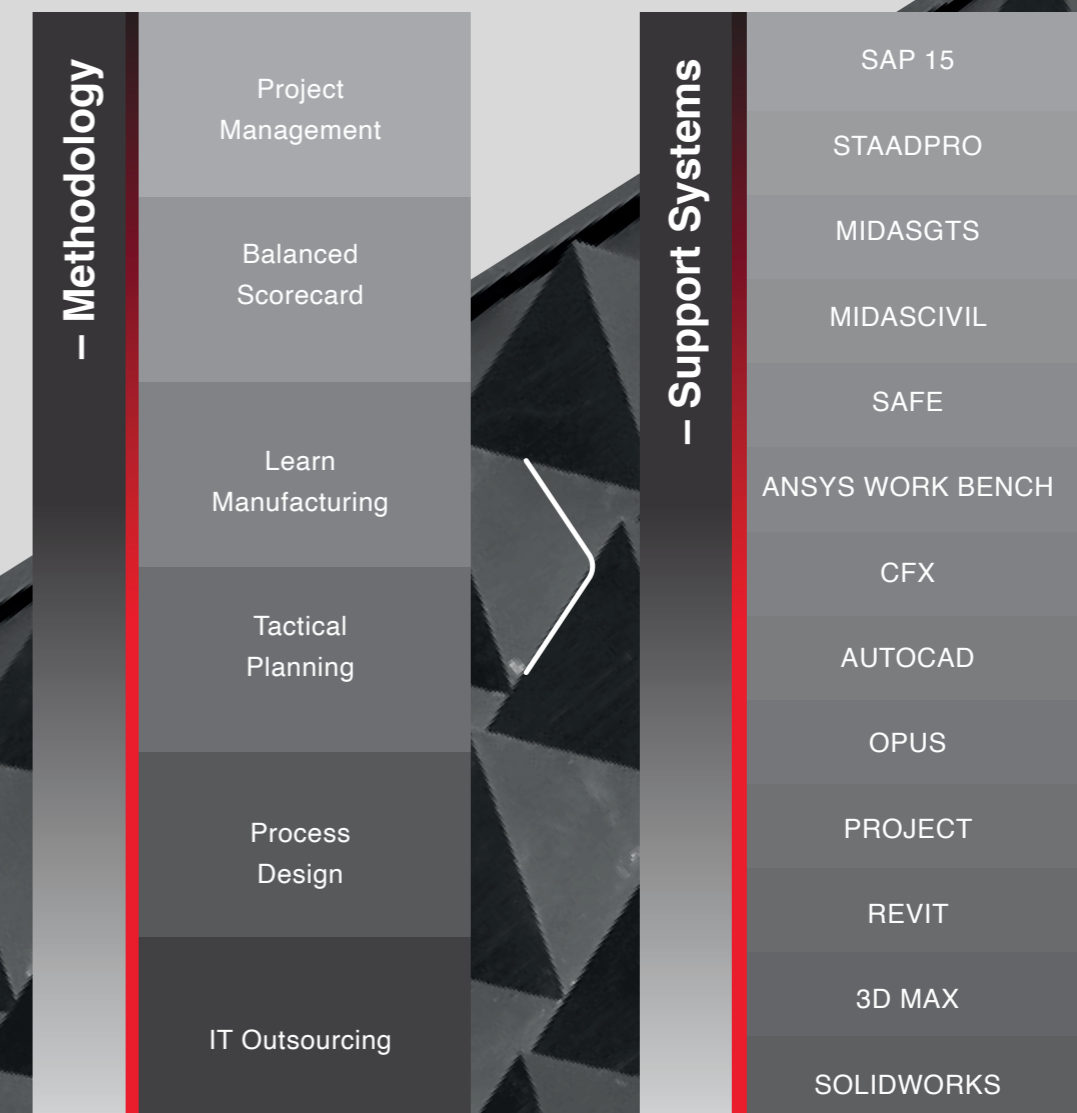 – Methodology
Project
Management
Balanced
Scorecard
Learn
Manufacturing
Tactical
Planning
Process
Design
IT Outsourcing
– Support Systems
SAP 15
STAADPRO
MIDASGTS
MIDASCIVIL
SAFE
ANSYS WORK BENCH
CFX
AUTOCAD
OPUS
PROJECT
REVIT
3D MAX
SOLIDWORKS